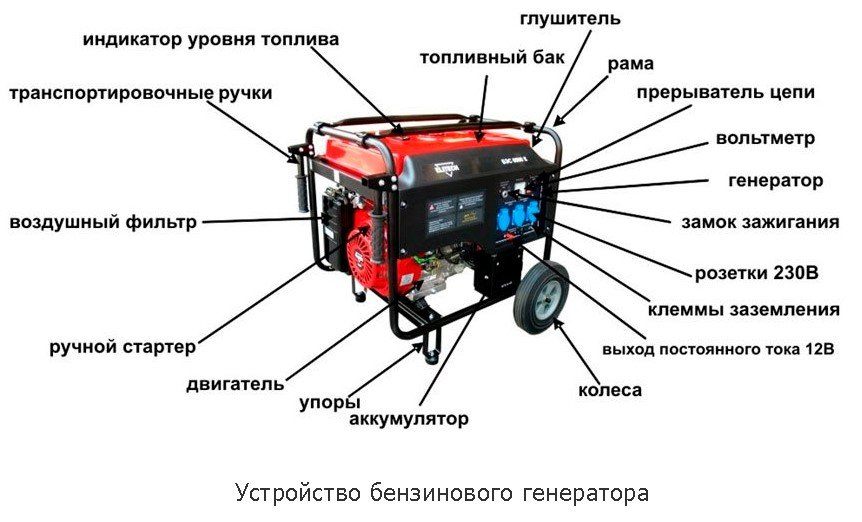 глушитель
индикатор уровня топлива
топливный бак
рама
транспортировочные ручки
прерыватель цепи
вольтметр
генератор
воздушный фильтр
замок зажигания
розетки 230В
клеммы заземления
ручной стартер
выход постоянного тока 12В
двигатель
колеса
упоры
аккумулятор
ELITECH
Устройство бензинового генератора